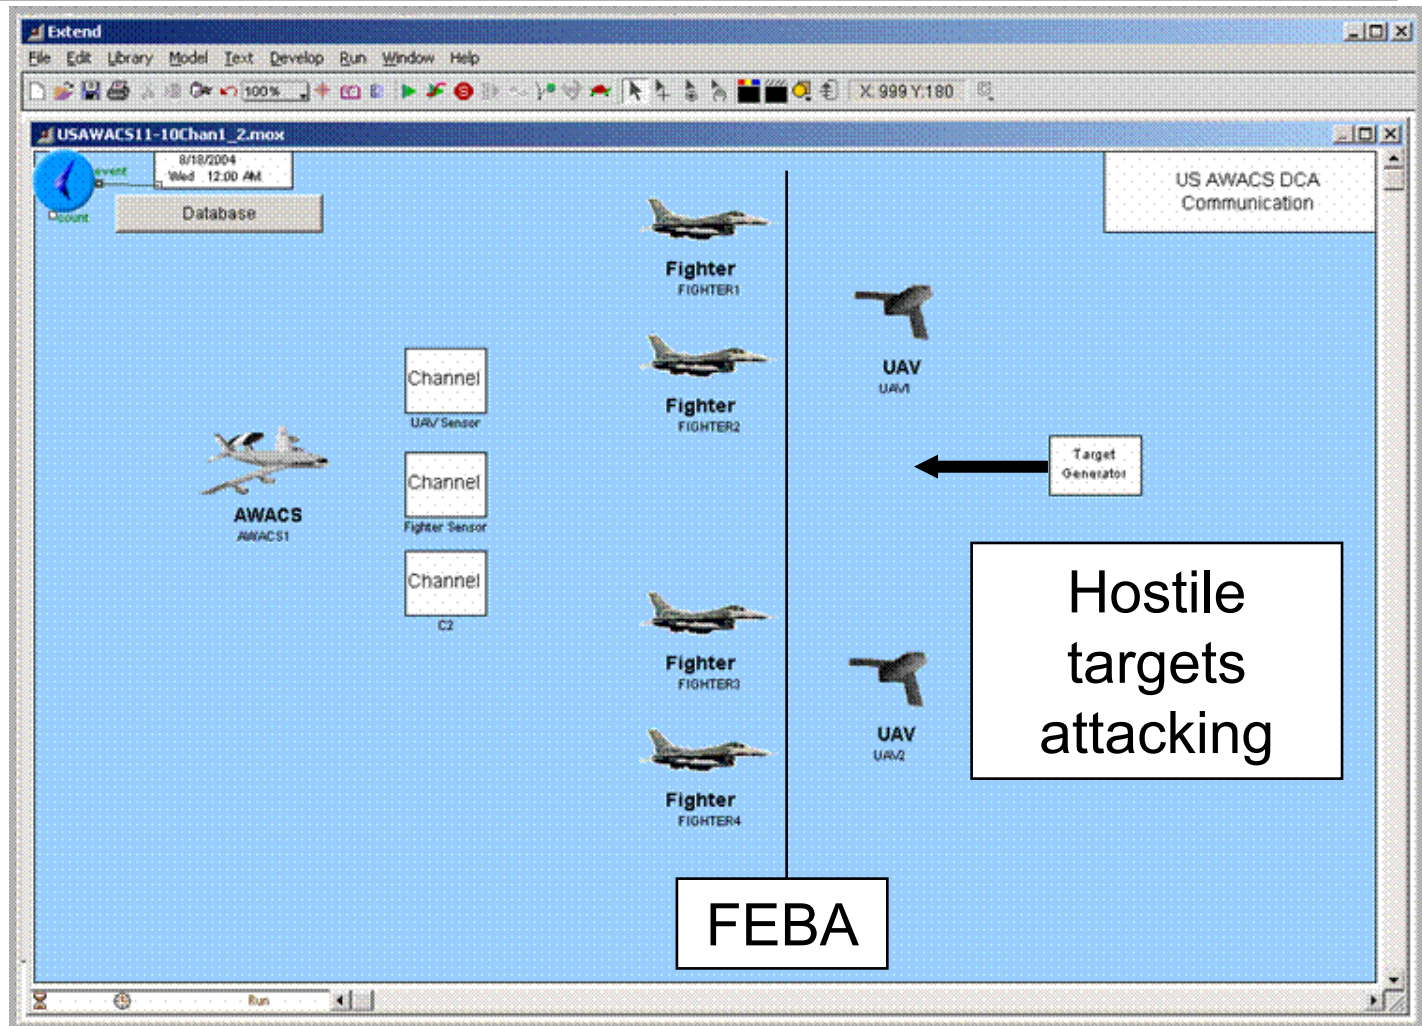 Extend
File Edit Library Model Text Develop Run Window Help
100% X: 999 Y:180
USAWACS11-10Chan1_2.mox
8/18/2004
event
Wed 12:00 AM
count
Database
US AWACS DCA
Communication
Fighter
FIGHTER1
UAV
UAV1
Fighter
FIGHTER2
Channel
UAV Sensor
Target
Generator
Channel
Fighter Sensor
AWACS
AWACS1
Channel
C2
Hostile
targets
attacking
Fighter
FIGHTER3
UAV
UAV2
Fighter
FIGHTER4
FEBA
Run